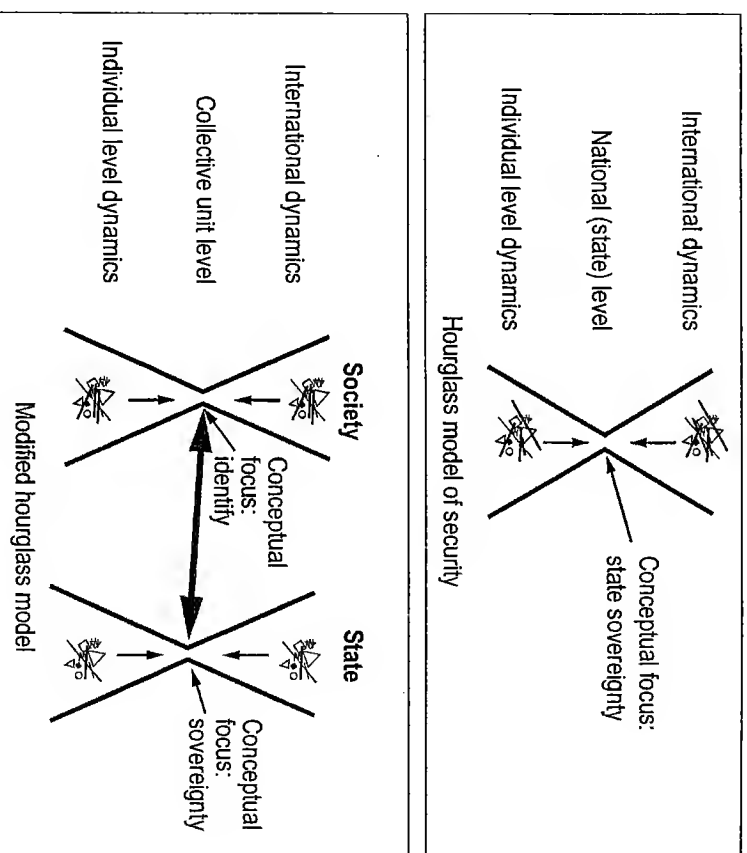 International dynamics
National (state) level
Individual level dynamics
Conceptual focus:
state sovereignty
Hourglass model of security
Society
State
International dynamics
Collective unit level
Individual level dynamics
Conceptual
focus:
identify
Conceptual
focus:
sovereignty
Modified hourglass model